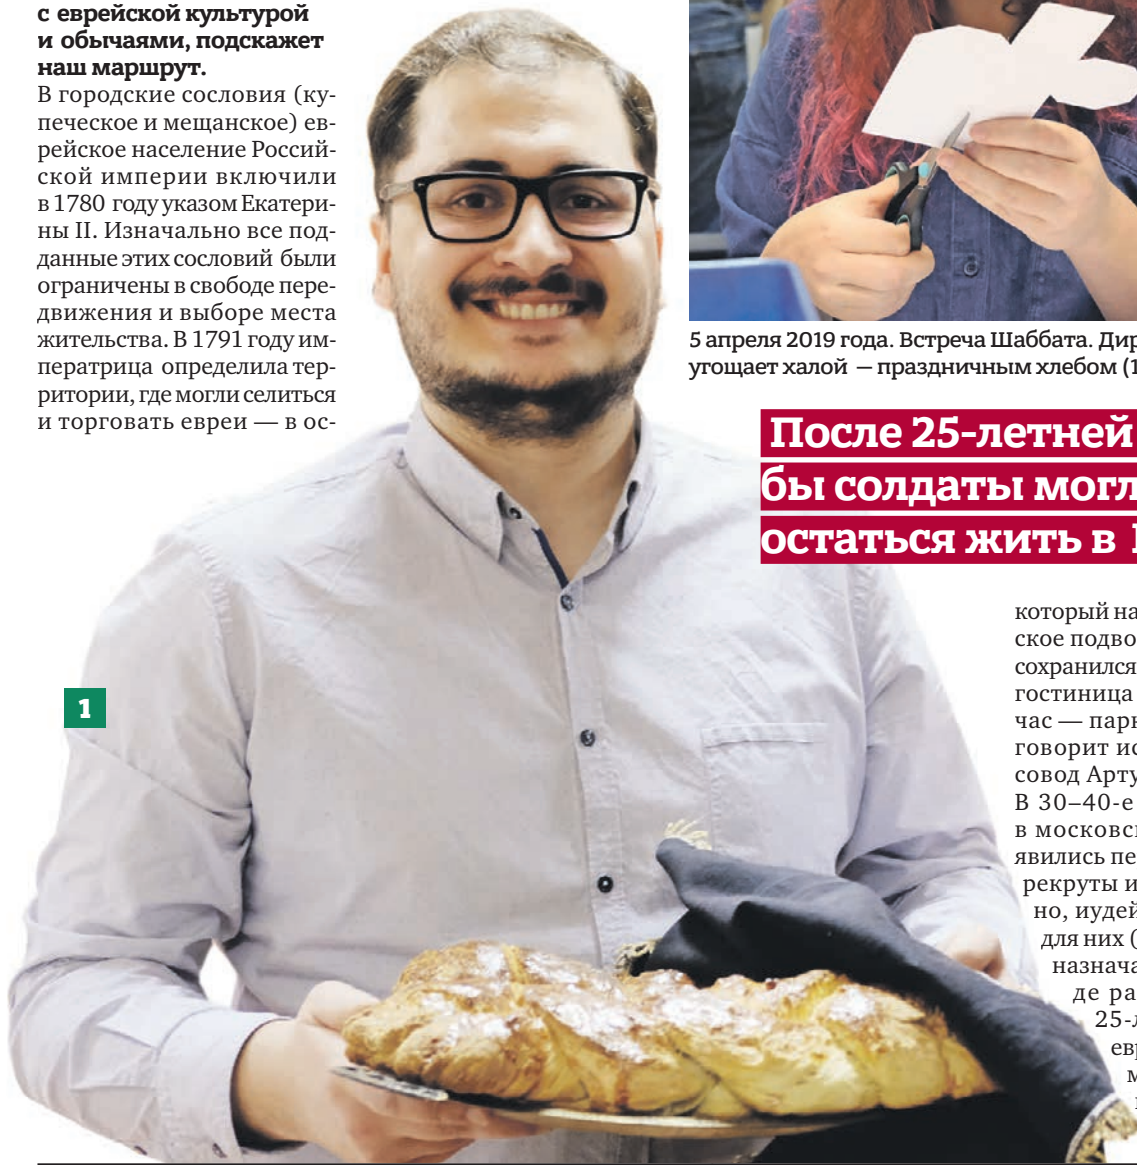 с еврейской культурой
и обычаями, подскажет
наш маршрут.
В городские сословия (ку-
печеское и мещанское) ев-
рейское население Россий-
ской империи включили
в 1780 году указом Екатери-
ны II. Изначально все под-
данные этих сословий были
ограничены в свободе пере-
движения и выборе места
жительства. В 1791 году им-
ператрица определила тер-
ритории, где могли селиться
и торговать евреи — в ос-
5 апреля 2019 года. Встреча Шаббата. Дир
угощает халой — праздничным хлебом (1
После 25-летней
бы солдаты могл
остаться жить в
1
который на
ское подво
сохранился
гостиница
час — пар
говорит ис
совод Арту
В 30–40-е
в московс
явились пе
рекруты и
но, иудей
для них (
назнача
де ра
25-л
евр
м